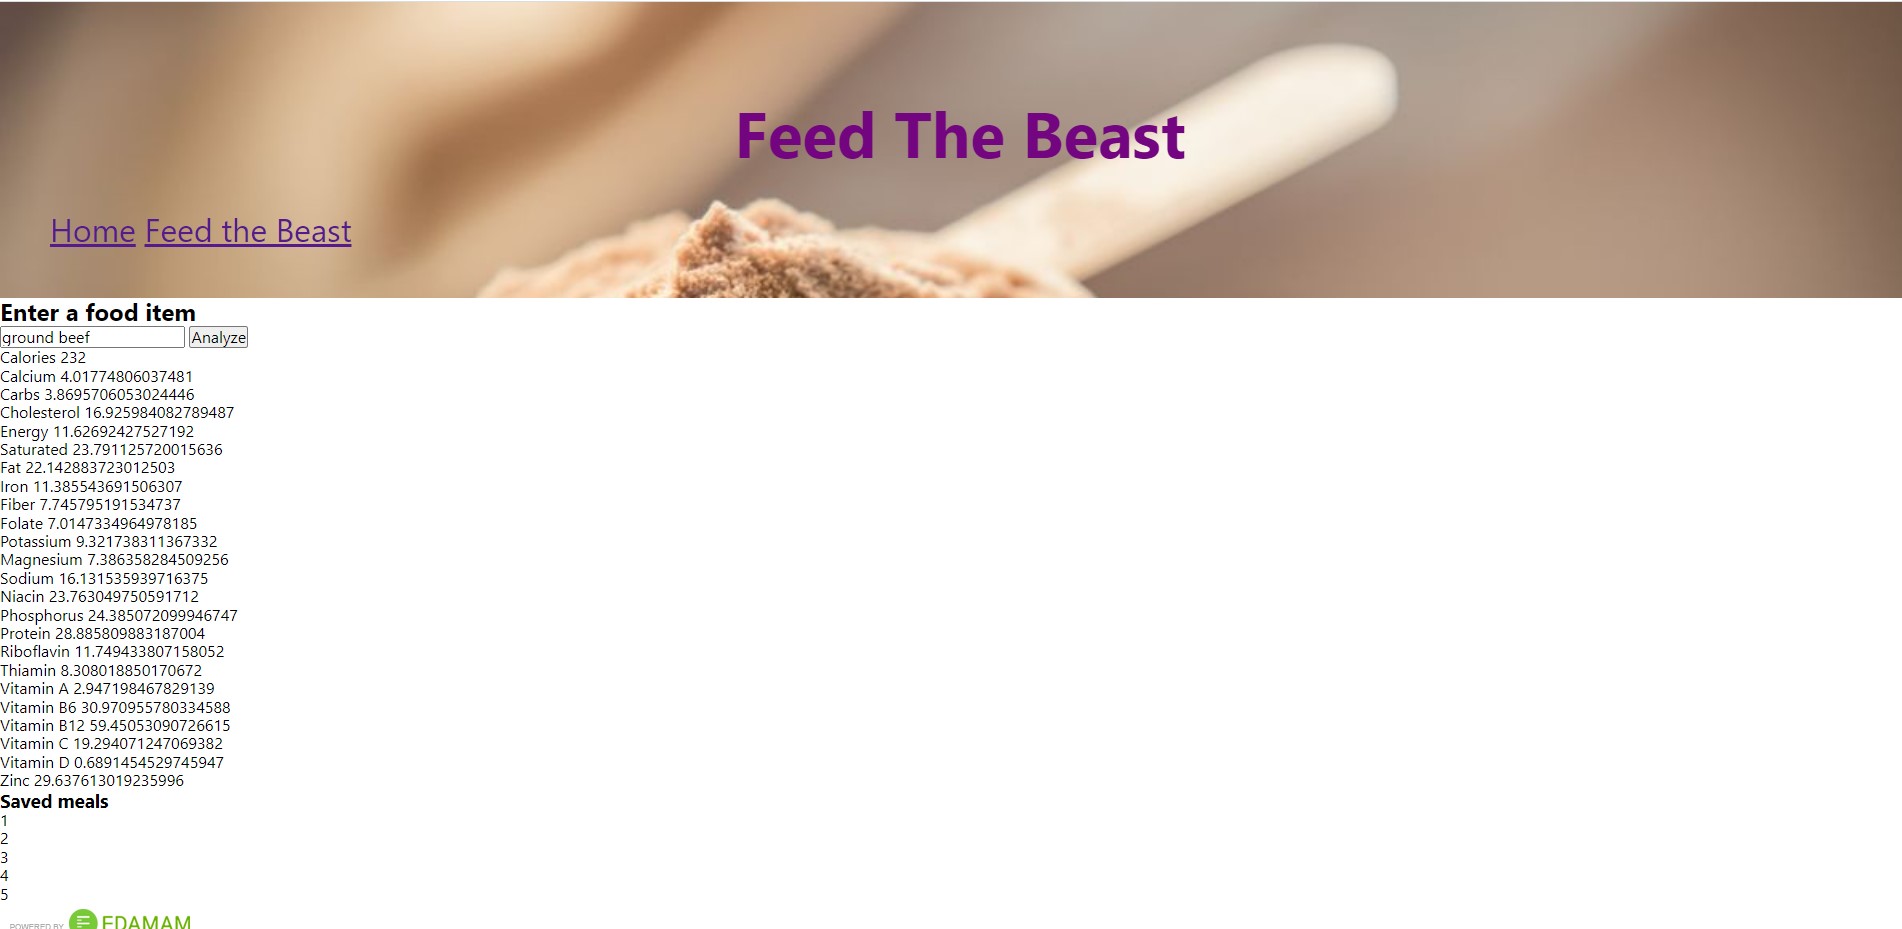 Feed The Beast
Home Feed the Beast
Enter a food item
ground beef Analyze
Calories 232
Calcium 4.01774806037481
Carbs 3.8695706053024446
Cholesterol 16.925984082789487
Energy 11.62692427527192
Saturated 23.791125720015636
Fat 22.142883723012503
Iron 11.385543691506307
Fiber 7.745795191534737
Folate 7.0147334964978185
Potassium 9.321738311367332
Magnesium 7.386358284509256
Sodium 16.131535939716375
Niacin 23.763049750591712
Phosphorus 24.385072099946747
Protein 28.885809883187004
Riboflavin 11.749433807158052
Thiamin 8.308018850170672
Vitamin A 2.947198467829139
Vitamin B6 30.970955780334588
Vitamin B12 59.45053090726615
Vitamin C 19.294071247069382
Vitamin D 0.6891454529745947
Zinc 29.637613019235996
Saved meals
1
2
3
4
5
POWERED BY EDAMAM